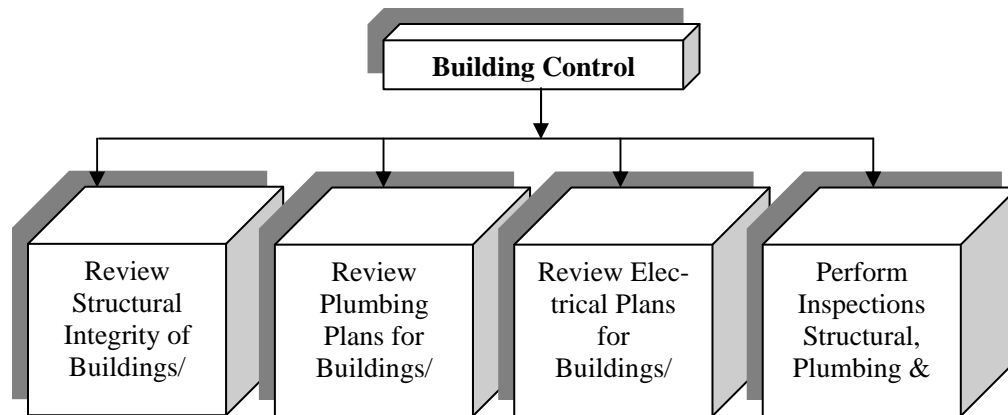 Building Control
Review
Structural
Integrity of
Buildings/
Review
Plumbing
Plans for
Buildings/
Review Elec-
trical Plans
for
Buildings/
Perform
Inspections
Structural,
Plumbing &